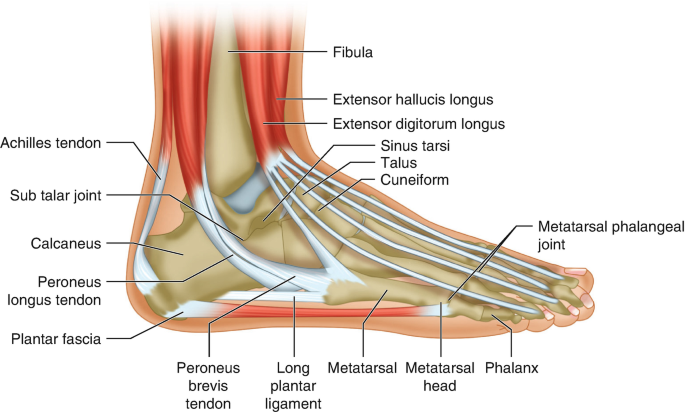 Fibula
Extensor hallucis longus
Extensor digitorum longus
Sinus tarsi
Talus
Cuneiform
Metatarsal phalangeal
joint
Achilles tendon
Sub talar joint
Calcaneus
Peroneus
longus tendon
Plantar fascia
Peroneus
brevis
tendon
Long
plantar
ligament
Metatarsal
Metatarsal
head
Phalanx